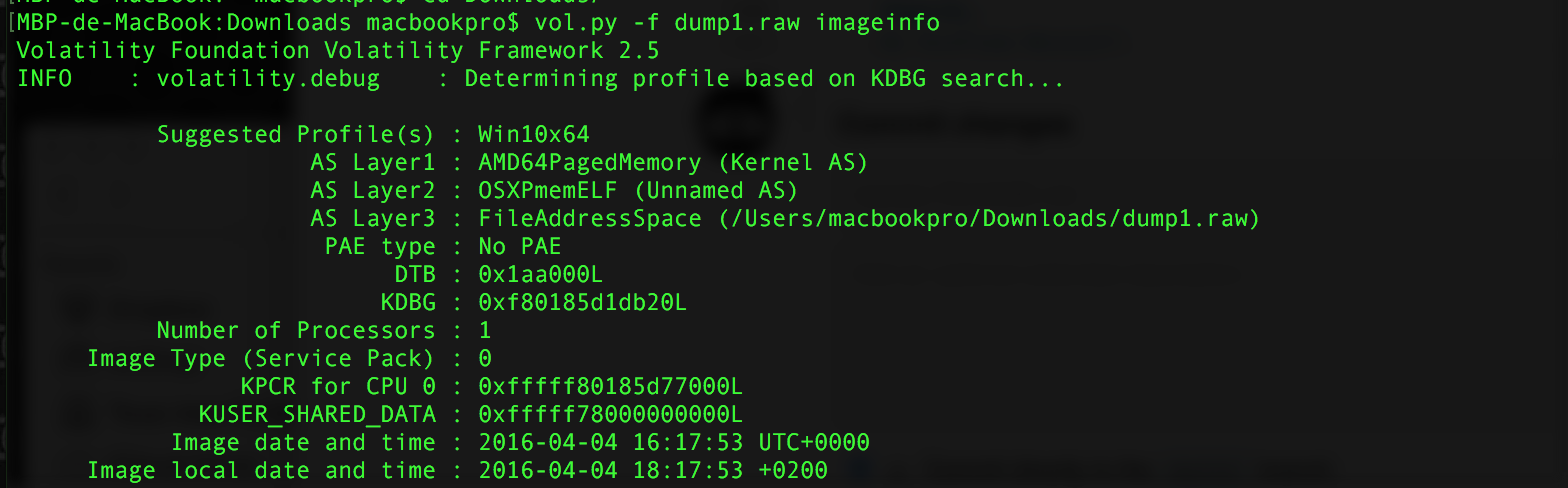 [MBP-de-MacBook:Downloads macbookpro$ vol.py -f dump1.raw imageinfo
Volatility Foundation Volatility Framework 2.5
INFO    : volatility.debug    : Determining profile based on KDBG search...
Suggested Profile(s) : Win10x64
AS Layer1 : AMD64PagedMemory (Kernel AS)
AS Layer2 : OSXPmemELF (Unnamed AS)
AS Layer3 : FileAddressSpace (/Users/macbookpro/Downloads/dump1.raw)
PAE type : No PAE
DTB : 0x1aa000L
KDBG : 0xf80185d1db20L
Number of Processors : 1
Image Type (Service Pack) : 0
KPCR for CPU 0 : 0xfffff80185d77000L
KUSER_SHARED_DATA : 0xfffff78000000000L
Image date and time : 2016-04-04 16:17:53 UTC+0000
Image local date and time : 2016-04-04 18:17:53 +0200